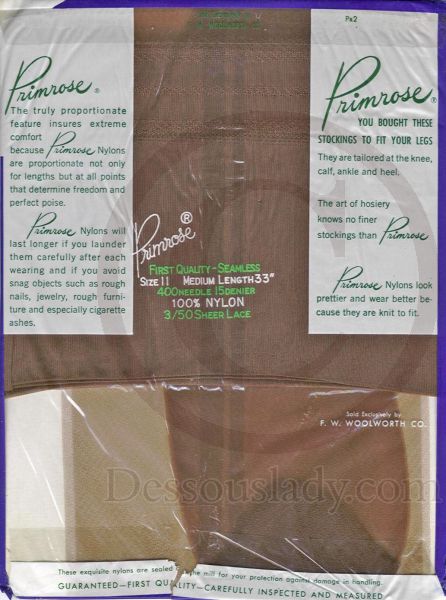 Pk2
Primrose®
The truly proportionate
feature insures extreme
comfort
because Primrose Nylons
are proportionate not only
for lengths but at all points
that determine freedom and
perfect poise.
Primrose Nylons will
last longer if you launder
them carefully after each
wearing and if you avoid
snag objects such as rough
nails, jewelry, rough furni-
ture and especially cigarette
ashes.
Primrose®
YOU BOUGHT THESE
STOCKINGS TO FIT YOUR LEGS
They are tailored at the knee,
calf, ankle and heel.
The art of hosiery
knows no finer
stockings than Primrose
Primrose Nylons look
prettier and wear better be-
cause they are knit to fit.
Primrose®
FIRST QUALITY-SEAMLESS
SIZE 11 MEDIUM LENGTH 33"
400 NEEDLE 15 DENIER
100% NYLON
3/50 SHEER LACE
Sold Exclusively by
F. W. WOOLWORTH CO.
Dessouslady.com
These exquisite nylons are sealed the mill for your protection against damage in handling.
GUARANTEED—FIRST QUALITY—CAREFULLY INSPECTED AND MEASURED